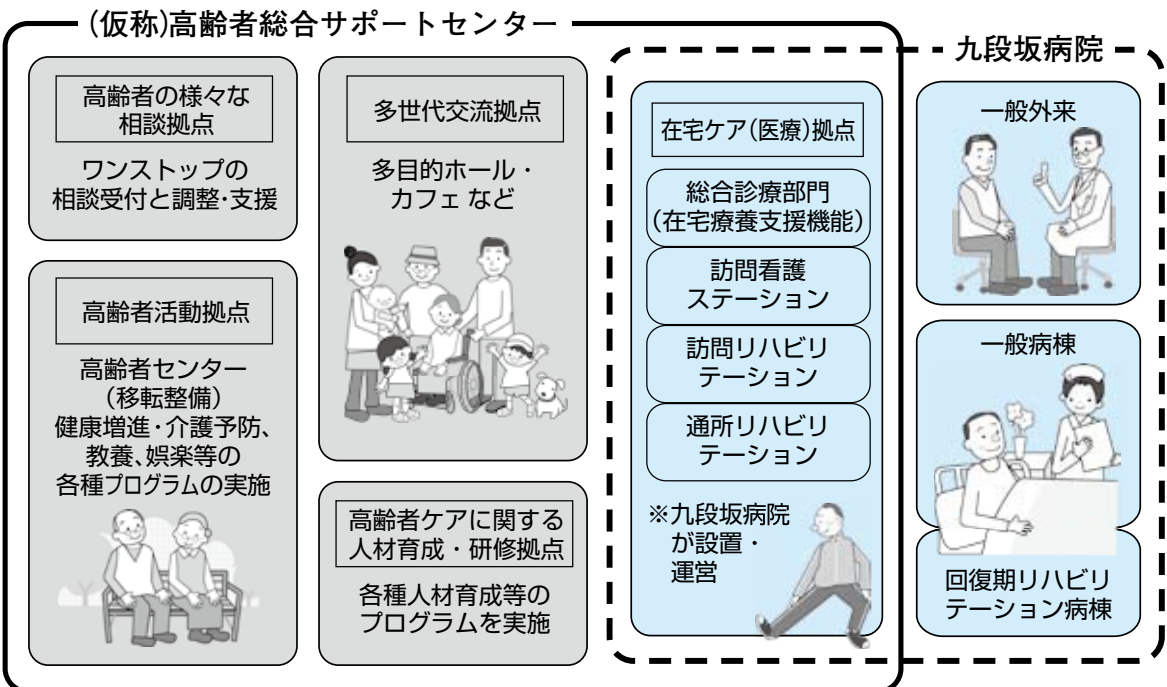 (仮称)高齢者総合サポートセンター
高齢者の様々な
相談拠点
ワンストップの
相談受付と調整・支援
高齢者活動拠点
高齢者センター
(移転整備)
健康増進・介護予防、
教養、娯楽等の
各種プログラムの実施
多世代交流拠点
多目的ホール・
カフェ など
高齢者ケアに関する
人材育成・研修拠点
各種人材育成等の
プログラムを実施
九段坂病院
在宅ケア(医療)拠点
総合診療部門
(在宅療養支援機能)
訪問看護
ステーション
訪問リハビリ
テーション
通所リハビリ
テーション
※九段坂病院
が設置・
運営
一般外来
一般病棟
回復期リハビリ
テーション病棟